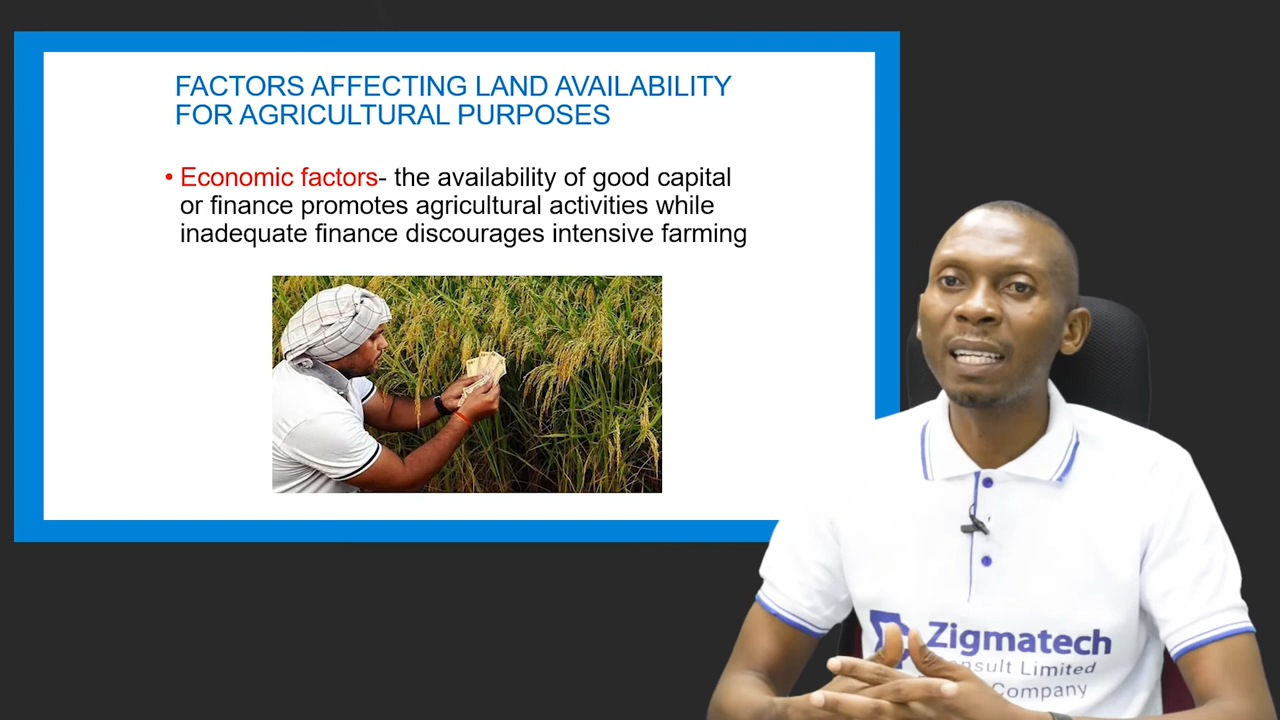 FACTORS AFFECTING LAND AVAILABILITY
FOR AGRICULTURAL PURPOSES
• Economic factors- the availability of good capital
or finance promotes agricultural activities while
inadequate finance discourages intensive farming
Zigmatech
Limited
Company